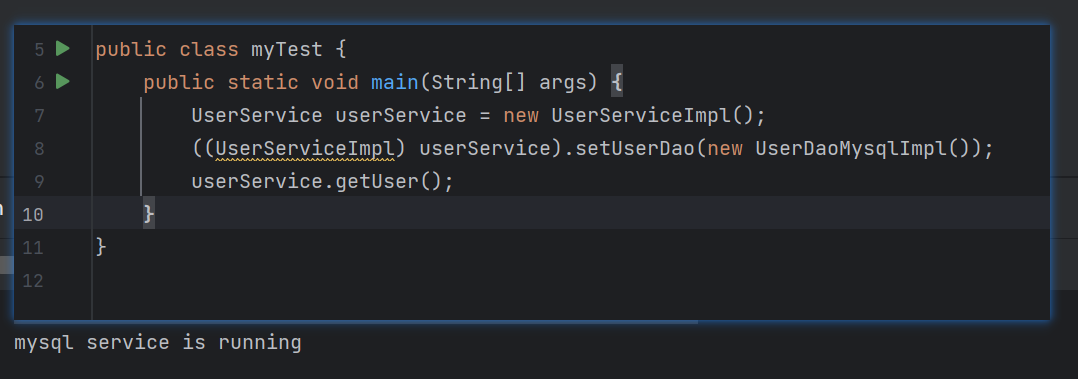 5 public class myTest {
6 public static void main(String[] args) {
7 UserService userService = new UserServiceImpl();
8 ((UserServiceImpl) userService).setUserDao(new UserDaoMysqlImpl());
9 userService.getUser();
10 }
11 }
12
mysql service is running